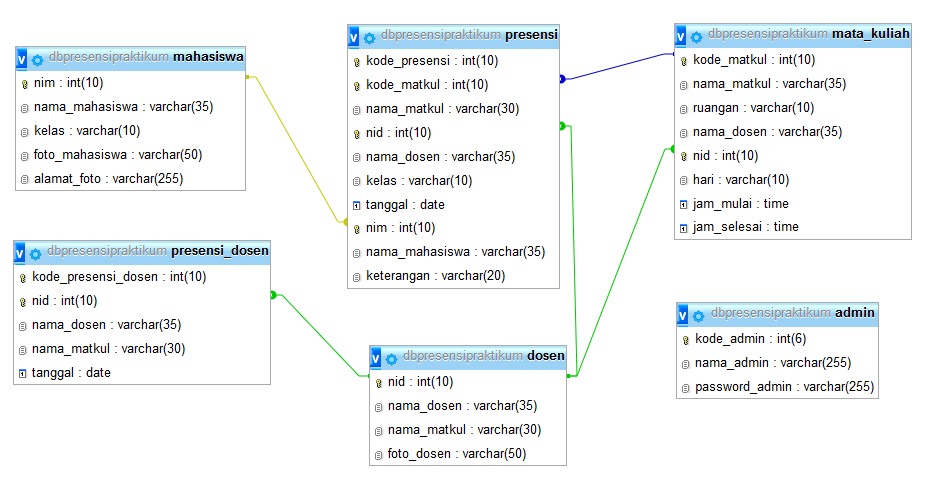 dbpresensipraktikum mahasiswa
nim : int(10)
nama_mahasiswa : varchar(35)
kelas : varchar(10)
foto_mahasiswa : varchar(50)
alamat_foto : varchar(255)
dbpresensipraktikum presensi
kode_presensi : int(10)
kode_matkul : int(10)
nama_matkul : varchar(30)
nid : int(10)
nama_dosen : varchar(35)
kelas : varchar(10)
tanggal : date
nim : int(10)
nama_mahasiswa : varchar(35)
keterangan : varchar(20)
dbpresensipraktikum mata_kuliah
kode_matkul : int(10)
nama_matkul : varchar(35)
ruangan : varchar(10)
nama_dosen : varchar(35)
nid : int(10)
hari : varchar(10)
jam_mulai : time
jam_selesai : time
dbpresensipraktikum presensi_dosen
kode_presensi_dosen : int(10)
nid : int(10)
nama_dosen : varchar(35)
nama_matkul : varchar(30)
tanggal : date
dbpresensipraktikum dosen
nid : int(10)
nama_dosen : varchar(35)
nama_matkul : varchar(30)
foto_dosen : varchar(50)
dbpresensipraktikum admin
kode_admin : int(6)
nama_admin : varchar(255)
password_admin : varchar(255)